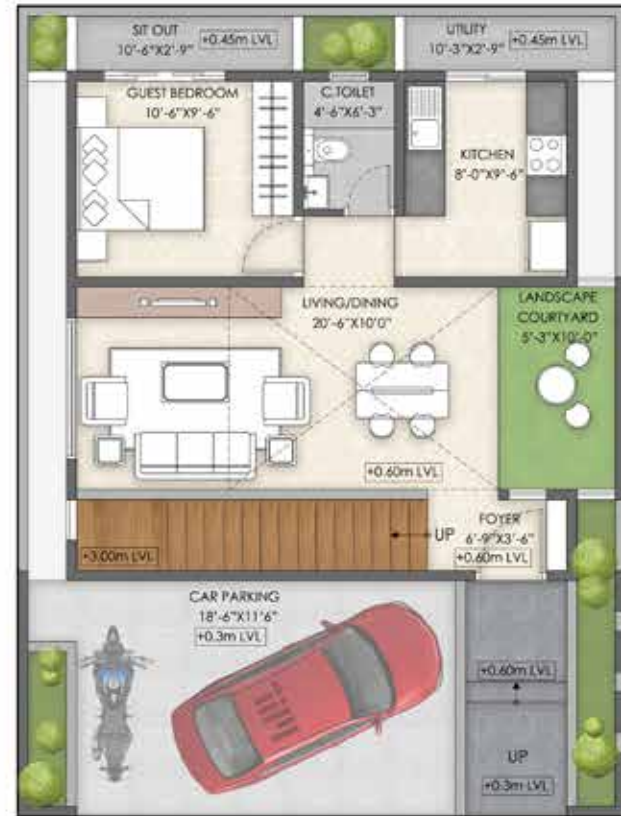 SIT OUT
10'-6"X2'-9"
+0.45m LVL
UTILITY
10'-3"X2'-9"
+0.45m LVL
GUEST BEDROOM
10'-6"X9'-6"
C.TOILET
4'-6"X6'-3"
KITCHEN
8'-0"X9'-6"
LIVING/DINING
20'-6"X10'0"
LANDSCAPE
COURTYARD
5'-3"X10'-0"
+0.60m LVL
+3.00m LVL
UP
FOYER
6'-9"X3'-6"
+0.60m LVL
CAR PARKING
18'-6"X11'6"
+0.3m LVL
+0.60m LVL
UP
+0.3m LVL